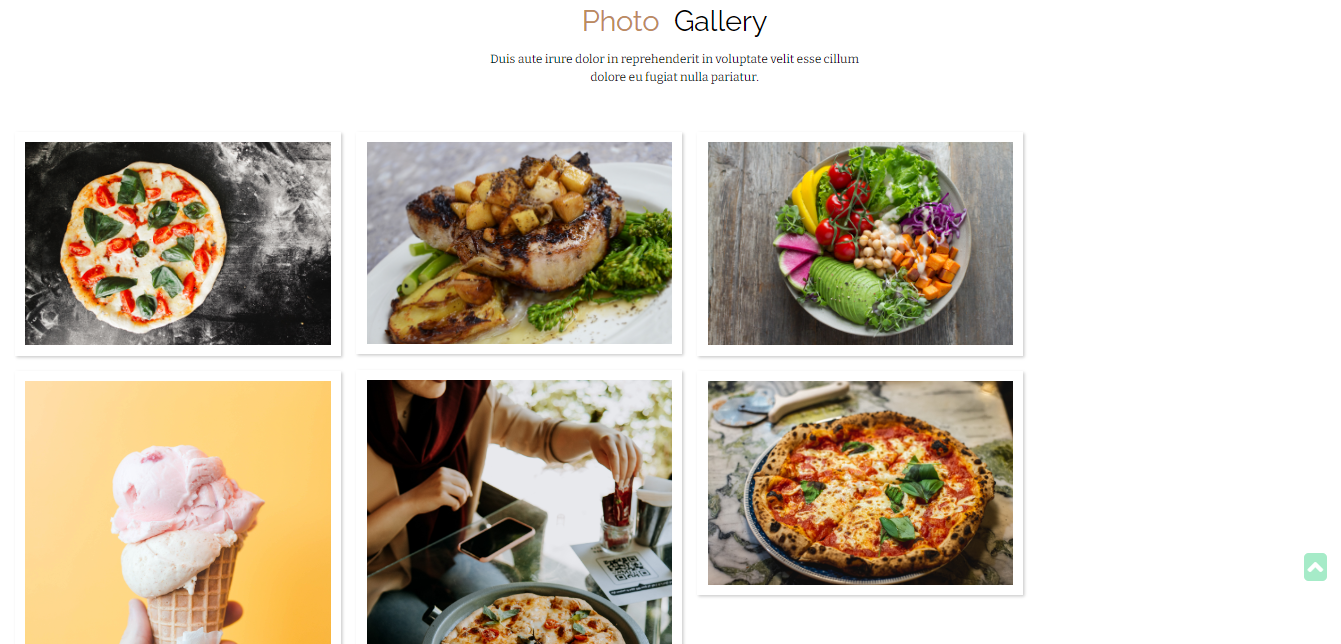 Photo Gallery
Duis aute irure dolor in reprehenderit in voluptate velit esse cillum
dolore eu fugiat nulla pariatur.